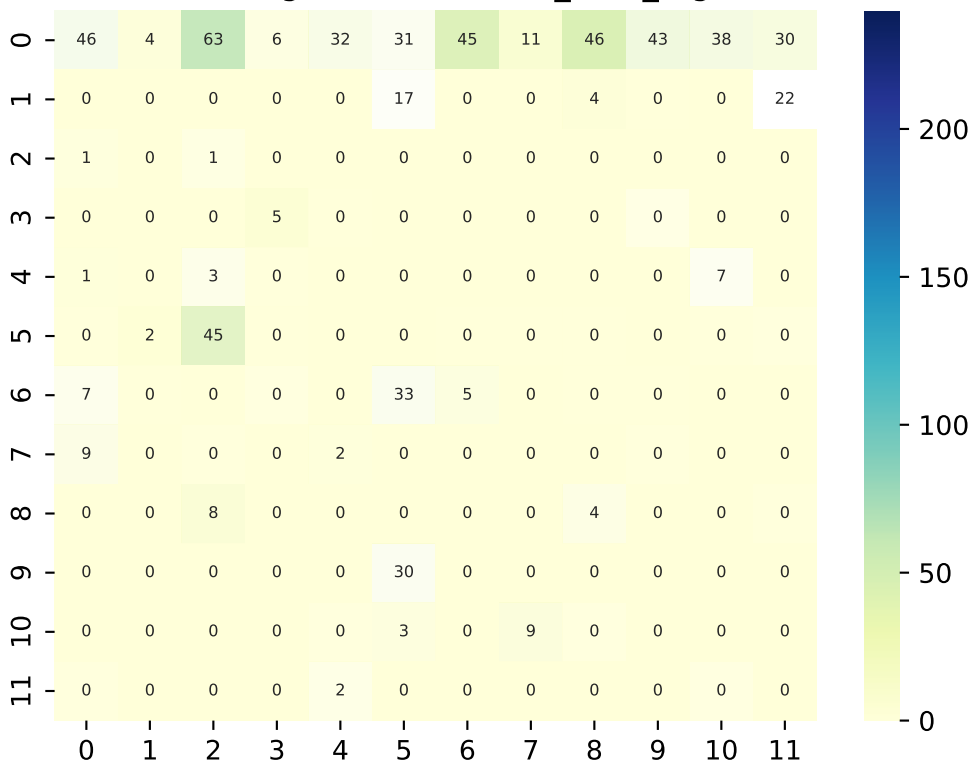 0 46 4 63 6 32 31 45 11 46 43 38 30
1 0 0 0 0 0 17 0 0 4 0 0 22
2 1 0 1 0 0 0 0 0 0 0 0 0
3 0 0 0 5 0 0 0 0 0 0 0 0
4 1 0 3 0 0 0 0 0 0 0 7 0
5 0 2 45 0 0 0 0 0 0 0 0 0
6 7 0 0 0 0 33 5 0 0 0 0 0
7 9 0 0 0 2 0 0 0 0 0 0 0
8 0 0 8 0 0 0 0 0 4 0 0 0
9 0 0 0 0 0 30 0 0 0 0 0 0
10 0 0 0 0 0 3 0 9 0 0 0 0
11 0 0 0 0 2 0 0 0 0 0 0 0
0 1 2 3 4 5 6 7 8 9 10 11
200
150
100
50
0